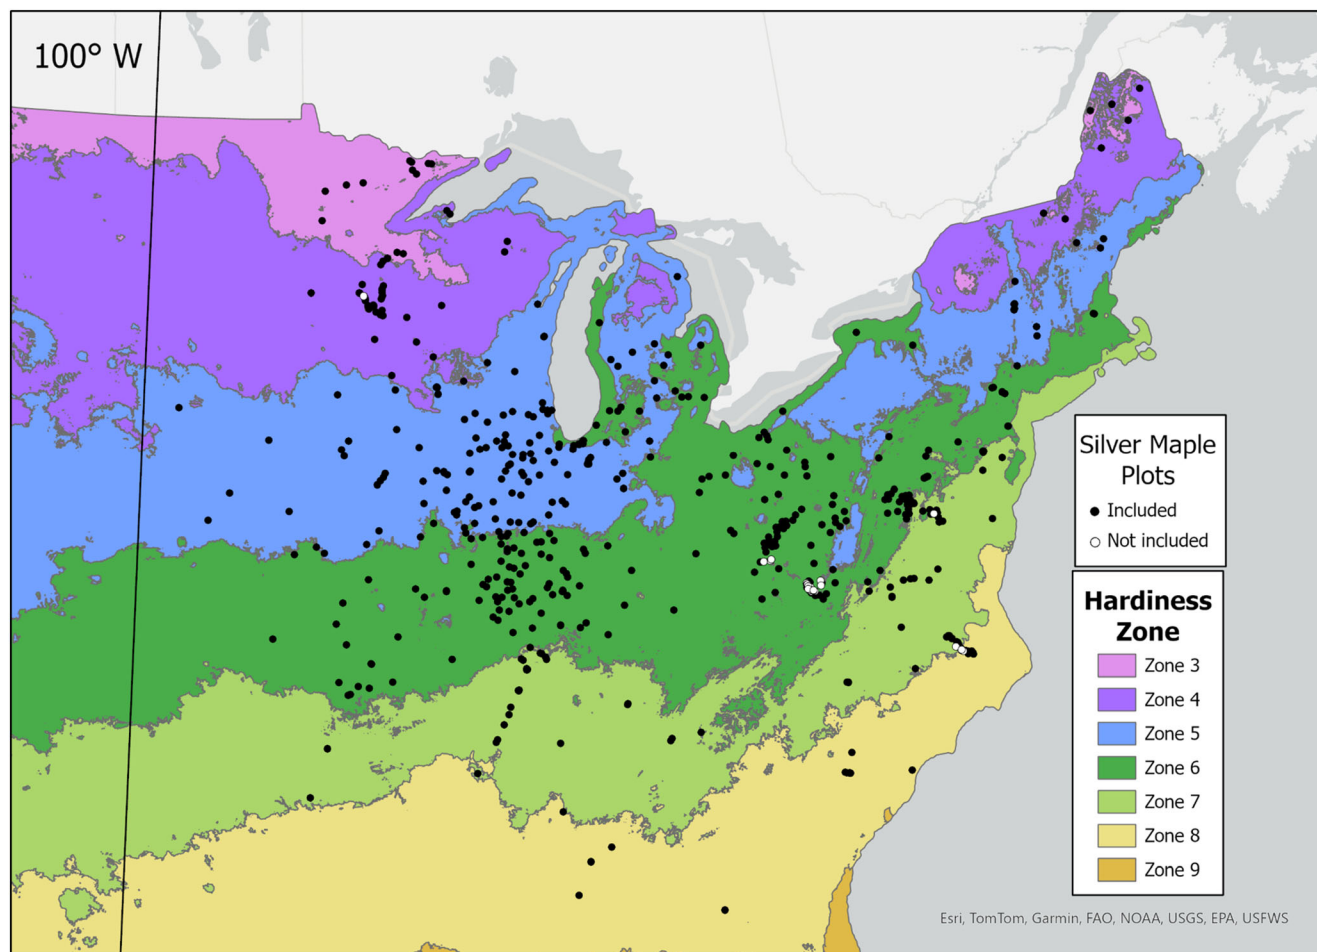 100° W
Silver Maple
Plots
Included
Not included
Hardiness
Zone
Zone 3
Zone 4
Zone 5
Zone 6
Zone 7
Zone 8
Zone 9
Esri, TomTom, Garmin, FAO, NOAA, USGS, EPA, USFWS